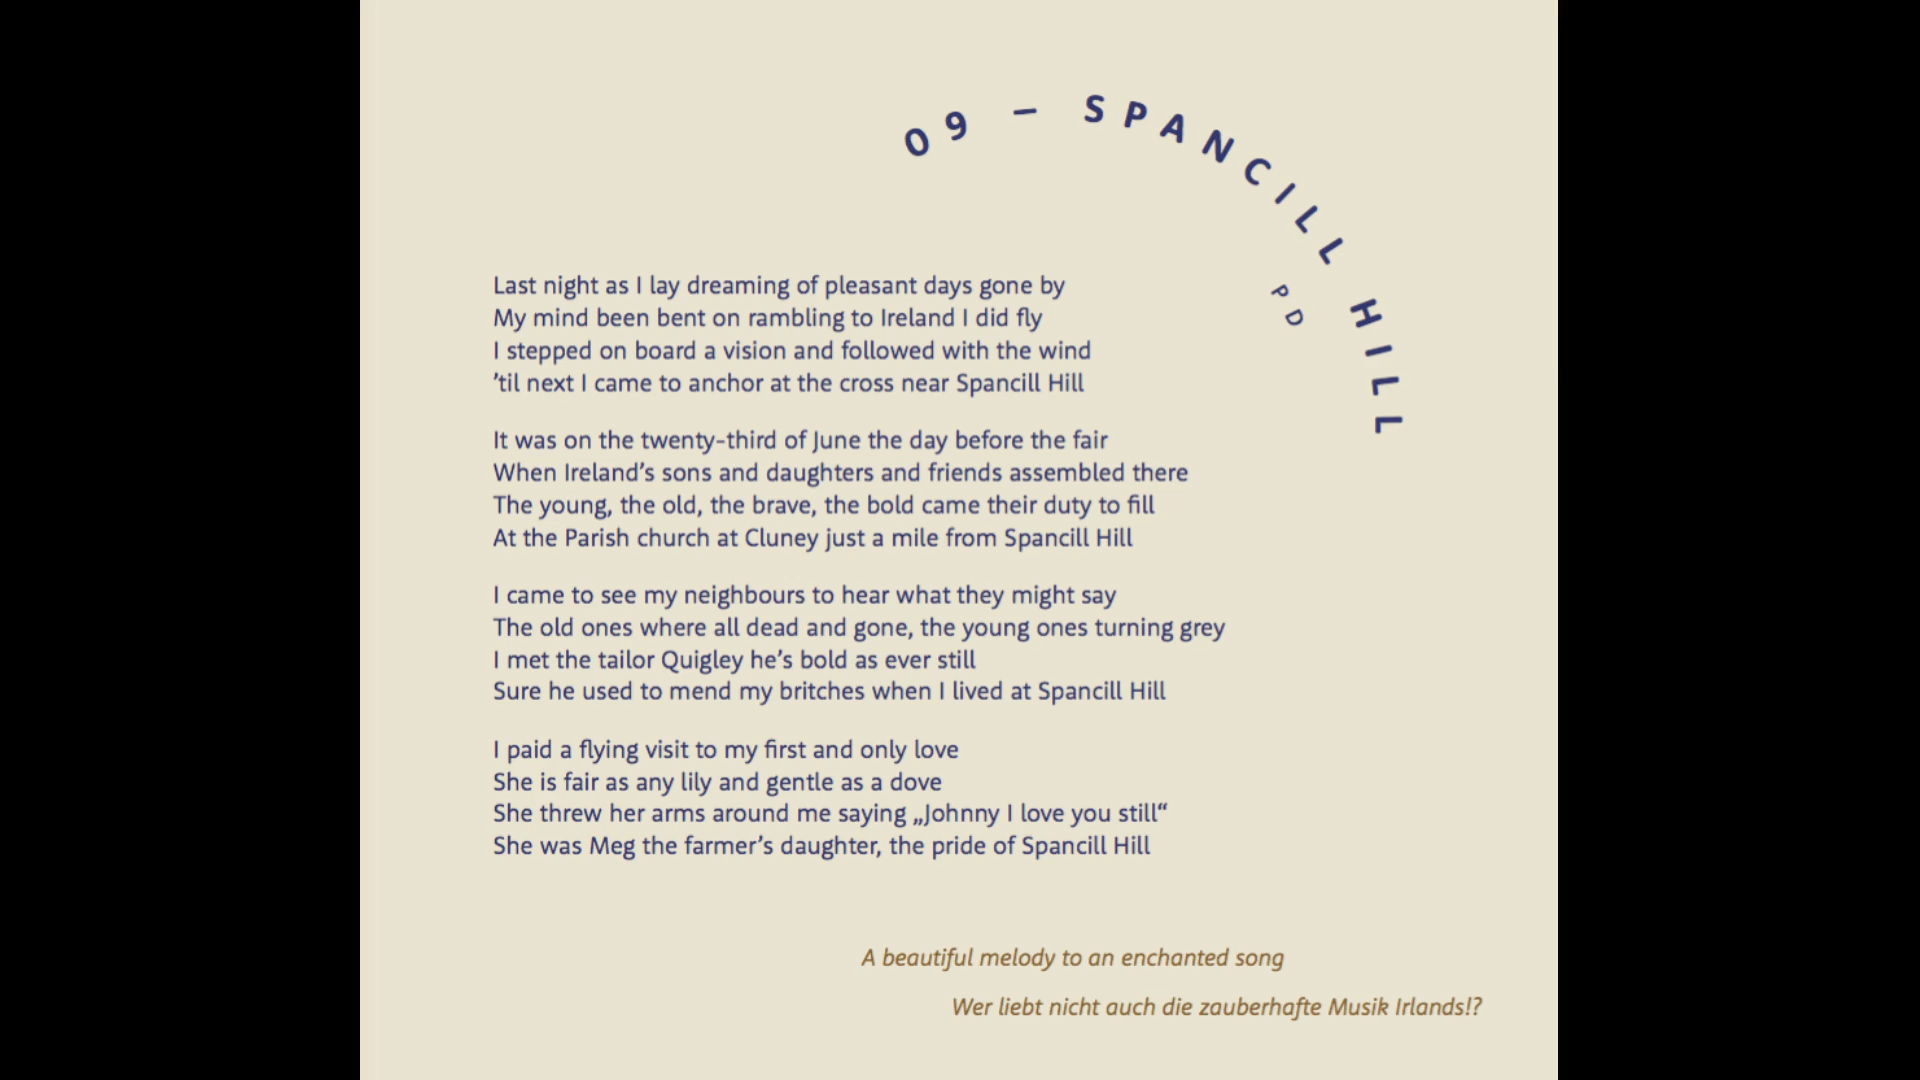 09 – SPANCILL HILL
PD
Last night as I lay dreaming of pleasant days gone by
My mind been bent on rambling to Ireland I did fly
I stepped on board a vision and followed with the wind
’til next I came to anchor at the cross near Spancill Hill
It was on the twenty-third of June the day before the fair
When Ireland’s sons and daughters and friends assembled there
The young, the old, the brave, the bold came their duty to fill
At the Parish church at Cluney just a mile from Spancill Hill
I came to see my neighbours to hear what they might say
The old ones where all dead and gone, the young ones turning grey
I met the tailor Quigley he’s bold as ever still
Sure he used to mend my britches when I lived at Spancill Hill
I paid a flying visit to my first and only love
She is fair as any lily and gentle as a dove
She threw her arms around me saying „Johnny I love you still“
She was Meg the farmer’s daughter, the pride of Spancill Hill
A beautiful melody to an enchanted song
Wer liebt nicht auch die zauberhafte Musik Irlands!?